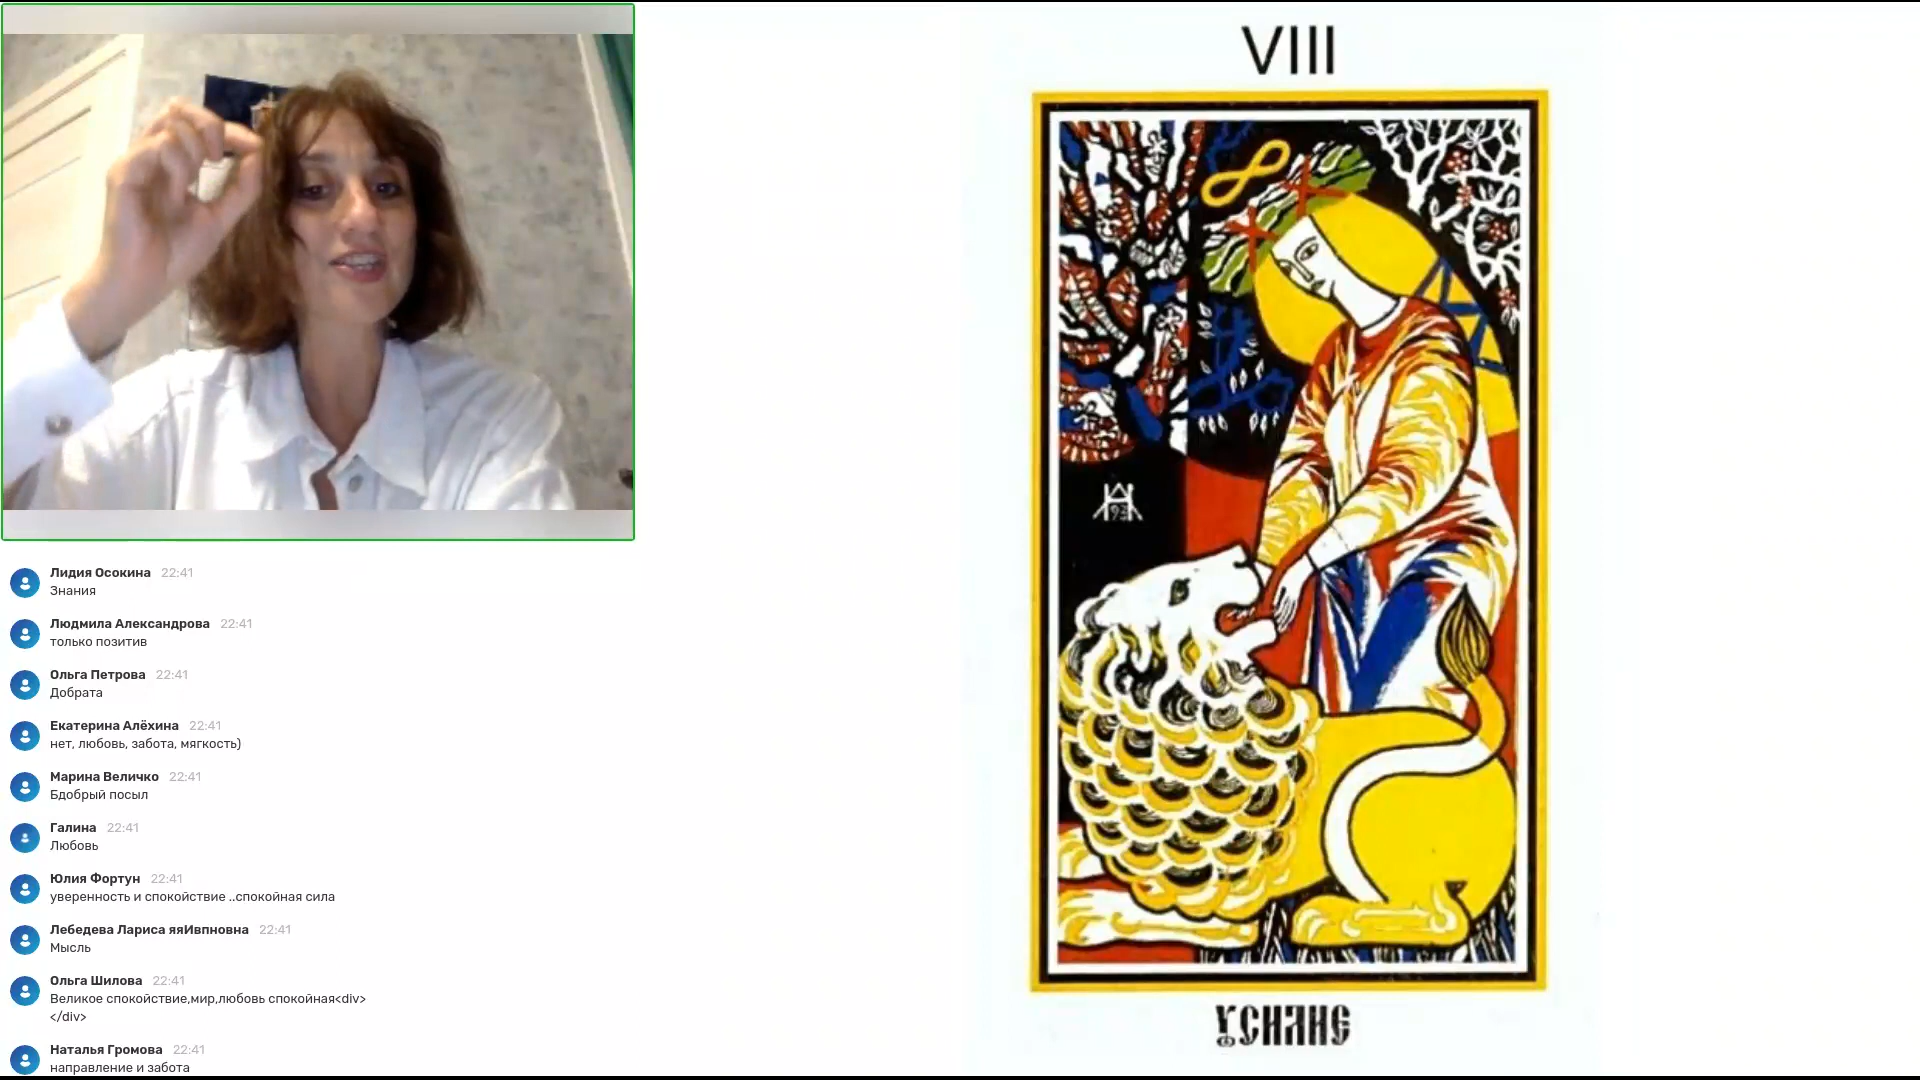 VIII
УСИЛИЕ
Лидия Осокина 22:41
Знания
Людмила Александрова 22:41
только позитив
Ольга Петрова 22:41
Добрата
Екатерина Алёхина 22:41
нет, любовь, забота, мягкость)
Марина Величко 22:41
Бдобрый посыл
Галина 22:41
Любовь
Юлия Фортун 22:41
уверенность и спокойствие ..спокойная сила
Лебедева Лариса яяИвпновна 22:41
Мысль
Ольга Шилова 22:41
Великое спокойствие,мир,любовь спокойная<div>
</div>
Наталья Громова 22:41
направление и забота